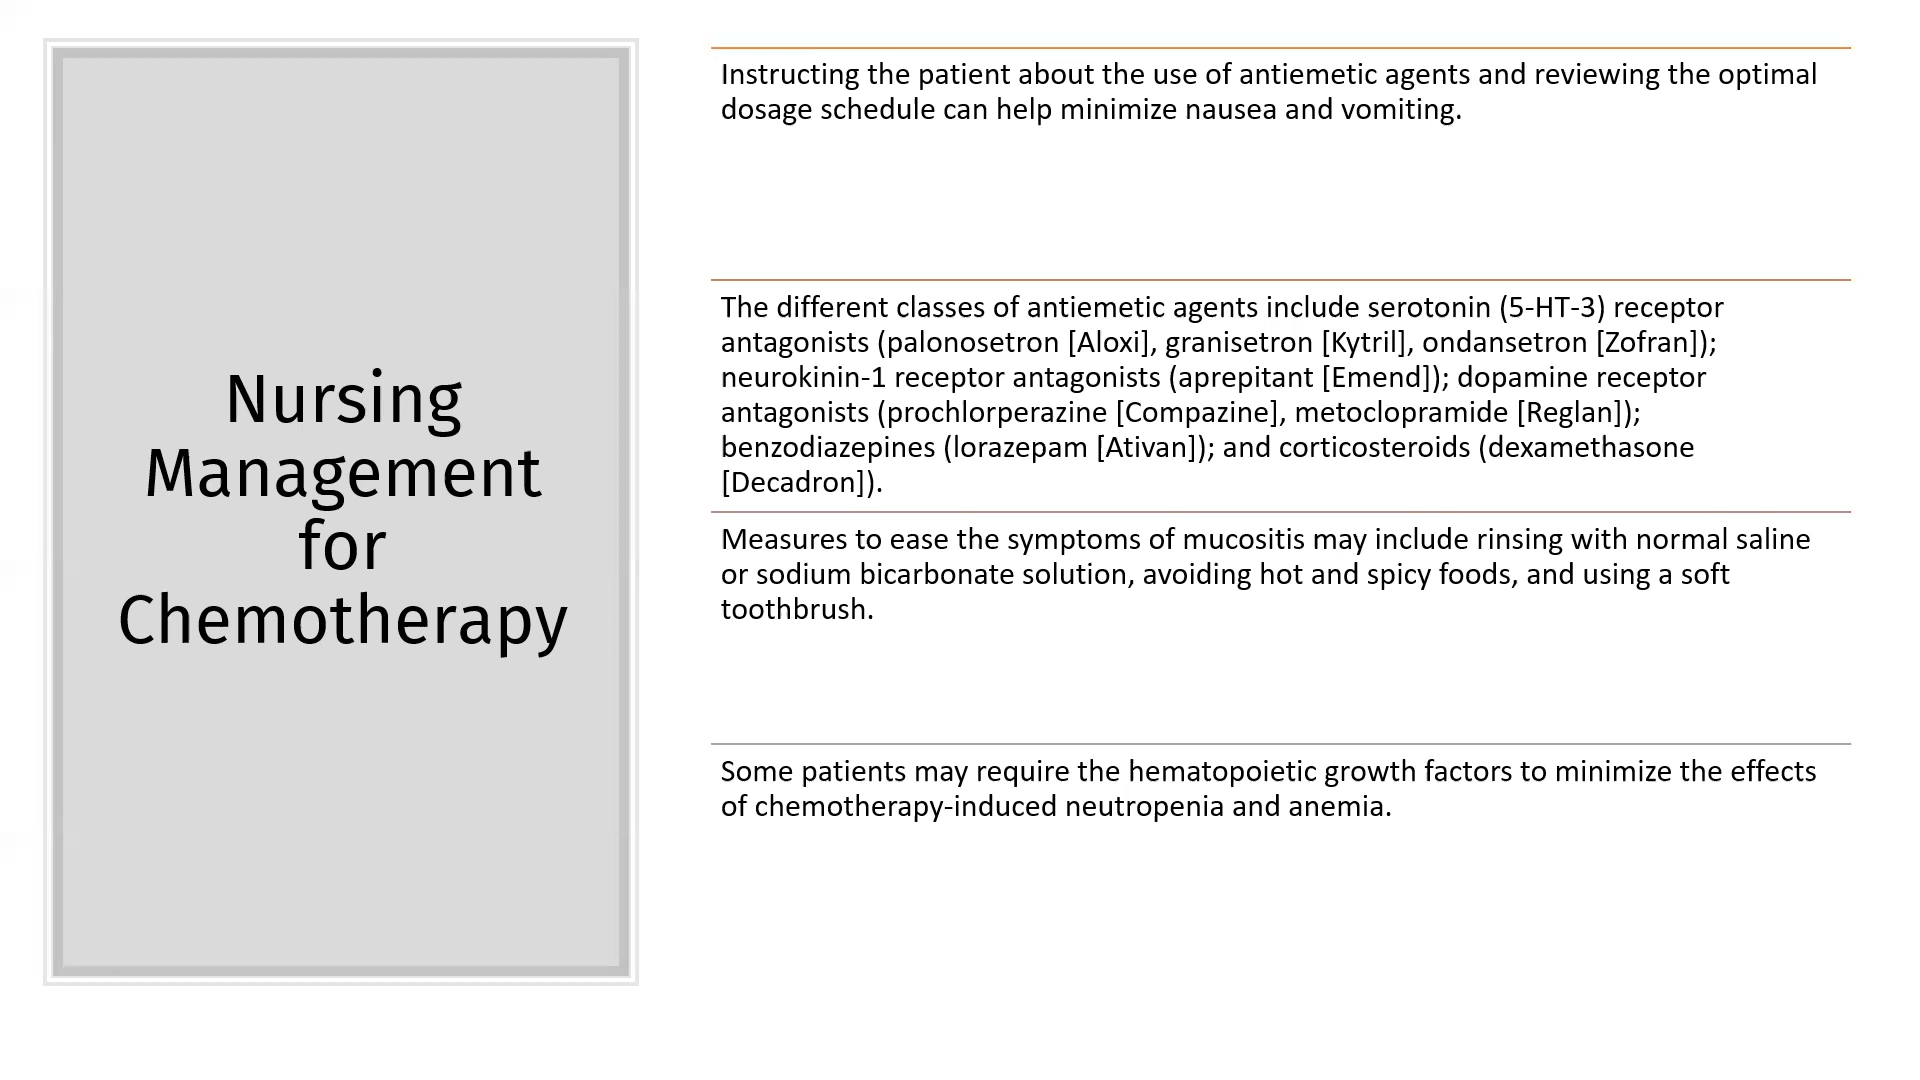 Nursing
Management
for
Chemotherapy
Instructing the patient about the use of antiemetic agents and reviewing the optimal
dosage schedule can help minimize nausea and vomiting.
The different classes of antiemetic agents include serotonin (5-HT-3) receptor
antagonists (palonosetron [Aloxi], granisetron [Kytril], ondansetron [Zofran]);
neurokinin-1 receptor antagonists (aprepitant [Emend]); dopamine receptor
antagonists (prochlorperazine [Compazine], metoclopramide [Reglan]);
benzodiazepines (lorazepam [Ativan]); and corticosteroids (dexamethasone
[Decadron]).
Measures to ease the symptoms of mucositis may include rinsing with normal saline
or sodium bicarbonate solution, avoiding hot and spicy foods, and using a soft
toothbrush.
Some patients may require the hematopoietic growth factors to minimize the effects
of chemotherapy-induced neutropenia and anemia.